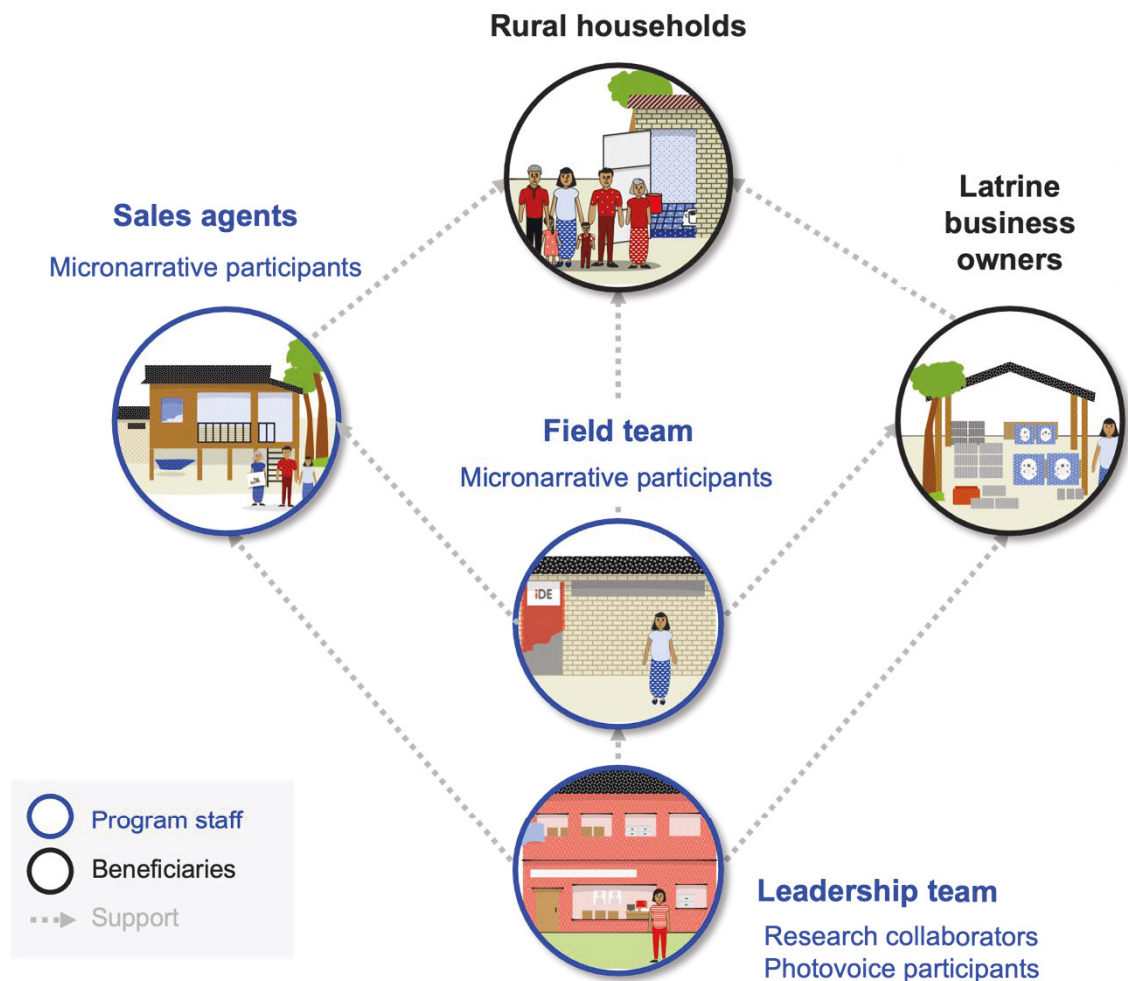 Rural households
Sales agents
Micronarrative participants
Latrine
business
owners
Field team
Micronarrative participants
iDE
Program staff
Beneficiaries
Support
Leadership team
Research collaborators
Photovoice participants